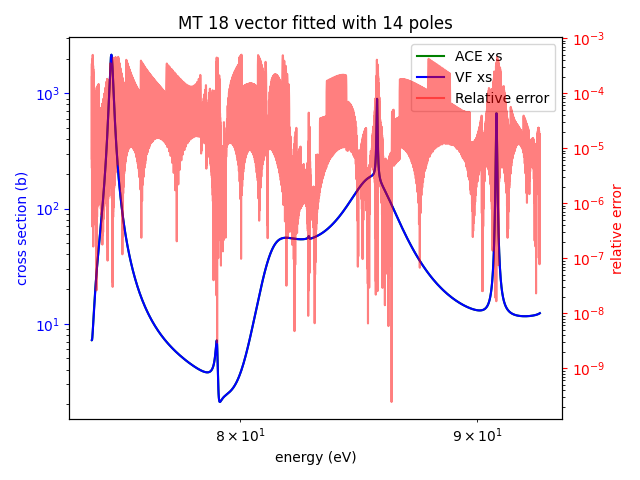 MT 18 vector fitted with 14 poles
ACE xs
VF xs
Relative error
cross section (b)
10³
10²
10¹
relative error
10⁻³
10⁻⁴
10⁻⁵
10⁻⁶
10⁻⁷
10⁻⁸
10⁻⁹
8 × 10¹
9 × 10¹
energy (eV)